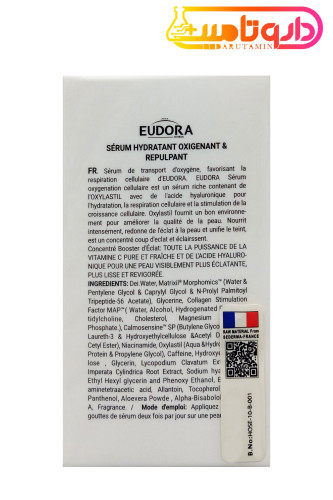 داروتامین
DARUTAMIN
EUDORA
SÉRUM HYDRATANT OXIGENANT &
REPULPANT
FR. Sérum de transport d'oxygène, favorisant la
respiration cellulaire d'EUDORA. EUDORA Sérum
oxygenation cellulaire est un sérum riche contenant de
l'OXYLASTIL avec de l'acide hyaluronique pour
l'hydratation, la respiration cellulaire et la stimulation de la
croissance cellulaire. Oxylastil fournit un bon environne-
ment pour améliorer la qualité de la peau. Nourrit
intensément, redonne de l'éclat à la peau et unifie le teint,
est un concentré coup d'éclat et éclairssent.
Concentré Booster d'Éclat: TOUTE LA PUISSANCE DE LA
VITAMINE C PURE ET FRAÎCHE ET DE L'ACIDE HYALURO-
NIQUE POUR UNE PEAU VISIBLEMENT PLUS ÉCLATANTE,
PLUS LISSE ET REVIGORÉE.
INGREDIENTS: Dei.Water, Matrixil® Morphomics™ (Water &
Pentylene Glycol & Caprylyl Glycol & N-Prolyl Palmitoyl
Tripeptide-56 Acetate), Glycerine, Collagen Stimulation
Factor MAP™( Water, Alcohol, Hydrogenated
tidylcholine, Cholesterol, Magnesium
Phosphate,), Calmosensine™ SP (Butylene Glyco
Laureth-3 & Hydroxyethylcellulose &Acetyl D
Cetyl Ester), Niacinamide, Oxylastil (Aqua &Hydro
Protein & Propylene Glycol), Caffeine, Hydroxye
lose , Glycerin, Lycopodium Clavatum Ext
Imperata Cylindrica Root Extract, Sodium hya
Ethyl Hexyl glycerin and Phenoxy Ethenol, E
aminetetraacetic acid, Allantoin, Tocopherol
Panthenol, Aloevera Powde , Alpha-Bisabolo
A, Fragrance. / Mode d'emploi: Appliquez
gouttes de sérum deux fois par jour sur une pea
RAW MATERIAL From
SEDERMA-FRANCE
B.No:HOSE-10-B-001